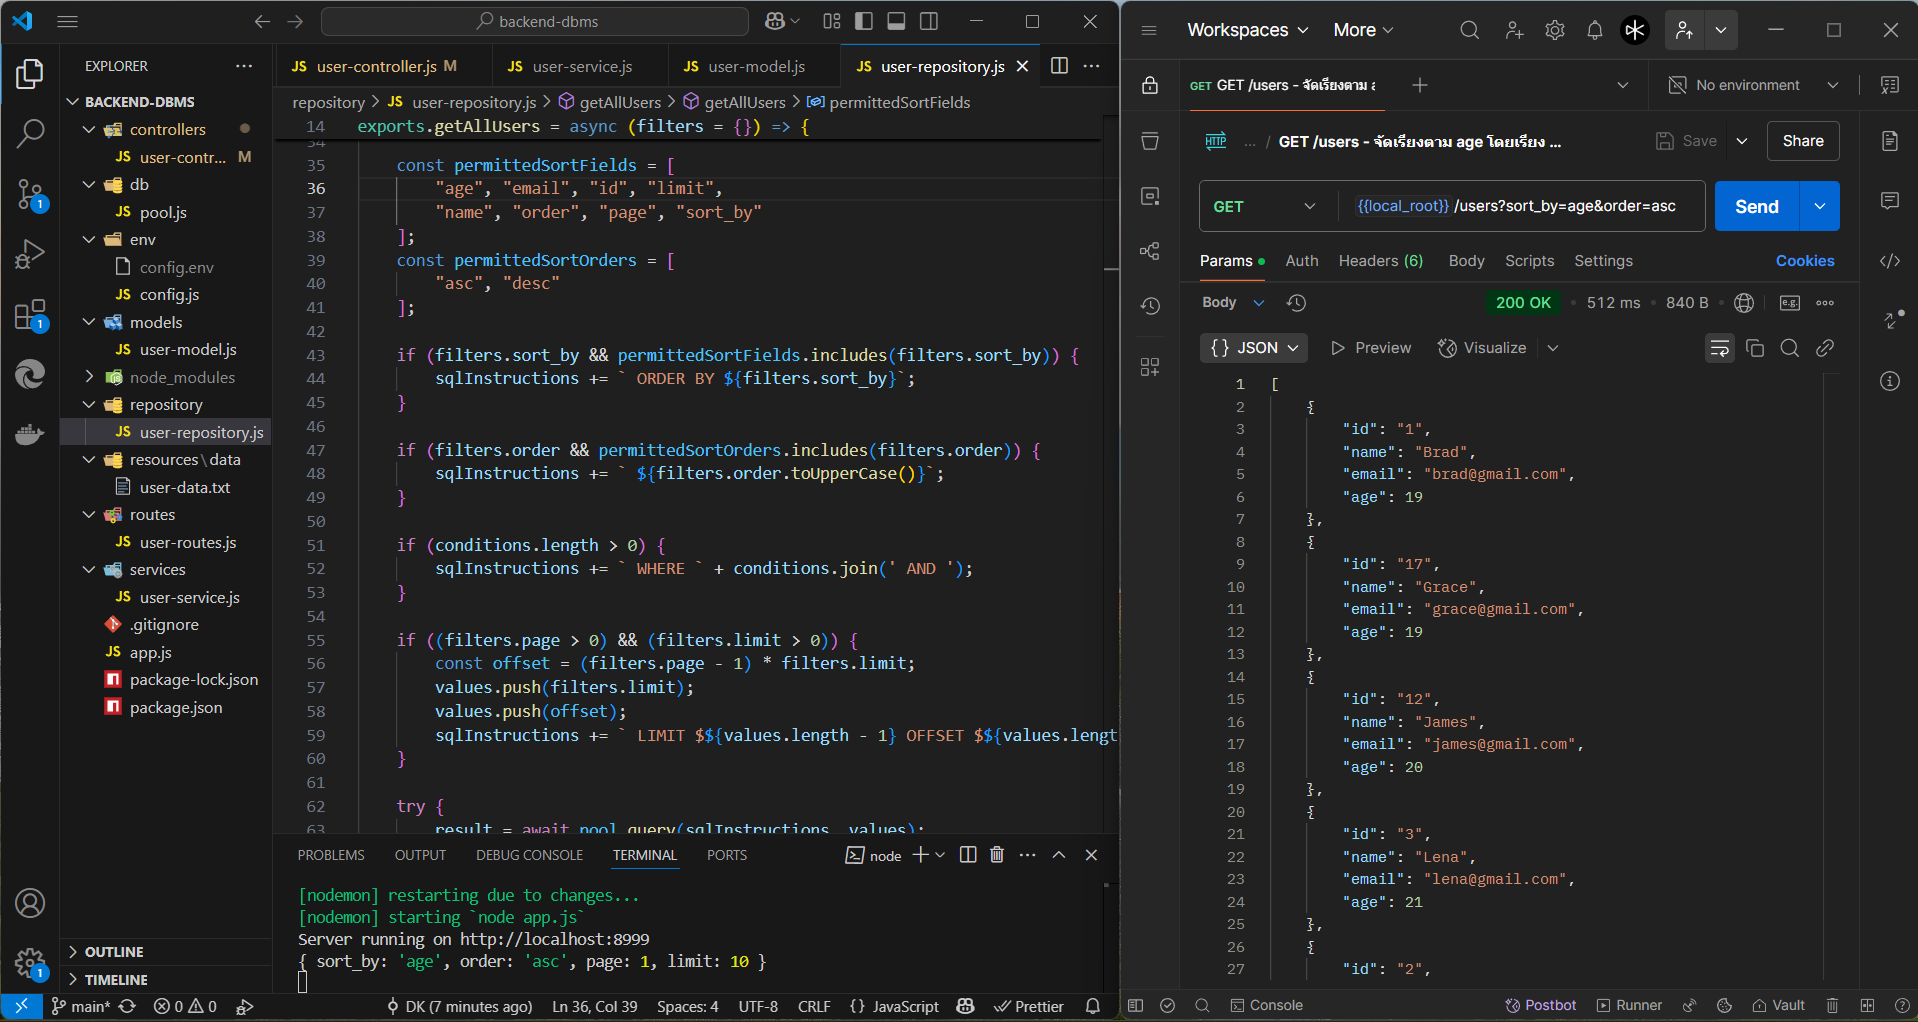 backend-dbms
EXPLORER
BACKEND-DBMS
controllers
JS user-contr... M
db
JS pool.js
env
config.env
JS config.js
models
JS user-model.js
node_modules
repository
JS user-repository.js
resources\data
user-data.txt
routes
JS user-routes.js
services
JS user-service.js
.gitignore
JS app.js
package-lock.json
package.json
OUTLINE
TIMELINE
JS user-controller.js M
JS user-service.js
JS user-model.js
JS user-repository.js
repository > JS user-repository.js > getAllUsers > getAllUsers > permittedSortFields
14 exports.getAllUsers = async (filters = {}) => {
34
35 const permittedSortFields = [
36 "age", "email", "id", "limit",
37 "name", "order", "page", "sort_by"
38 ];
39 const permittedSortOrders = [
40 "asc", "desc"
41 ];
42
43 if (filters.sort_by && permittedSortFields.includes(filters.sort_by)) {
44 sqlInstructions += ` ORDER BY ${filters.sort_by}`;
45 }
46
47 if (filters.order && permittedSortOrders.includes(filters.order)) {
48 sqlInstructions += ` ${filters.order.toUpperCase()}`;
49 }
50
51 if (conditions.length > 0) {
52 sqlInstructions += ` WHERE ` + conditions.join(' AND ');
53 }
54
55 if ((filters.page > 0) && (filters.limit > 0)) {
56 const offset = (filters.page - 1) * filters.limit;
57 values.push(filters.limit);
58 values.push(offset);
59 sqlInstructions += ` LIMIT $${values.length - 1} OFFSET $${values.lengt
60 }
61
62 try {
63 result = await pool.query(sqlInstructions, values);
PROBLEMS OUTPUT DEBUG CONSOLE TERMINAL PORTS node
[nodemon] restarting due to changes...
[nodemon] starting `node app.js`
Server running on http://localhost:8999
{ sort_by: 'age', order: 'asc', page: 1, limit: 10 }
main* 0 0 DK (7 minutes ago) Ln 36, Col 39 Spaces: 4 UTF-8 CRLF {} JavaScript Prettier
1
1
1
Workspaces More
GET GET /users - จัดเรียงตาม No environment
HTTP ... / GET /users - จัดเรียงตาม age โดยเรียง ... Save Share
GET {{local_root}} /users?sort_by=age&order=asc Send
Params Auth Headers (6) Body Scripts Settings Cookies
Body 200 OK 512 ms 840 B e.g.
{} JSON Preview Visualize
1 [
2 {
3 "id": "1",
4 "name": "Brad",
5 "email": "brad@gmail.com",
6 "age": 19
7 },
8 {
9 "id": "17",
10 "name": "Grace",
11 "email": "grace@gmail.com",
12 "age": 19
13 },
14 {
15 "id": "12",
16 "name": "James",
17 "email": "james@gmail.com",
18 "age": 20
19 },
20 {
21 "id": "3",
22 "name": "Lena",
23 "email": "lena@gmail.com",
24 "age": 21
25 },
26 {
27 "id": "2",
Console Postbot Runner Vault